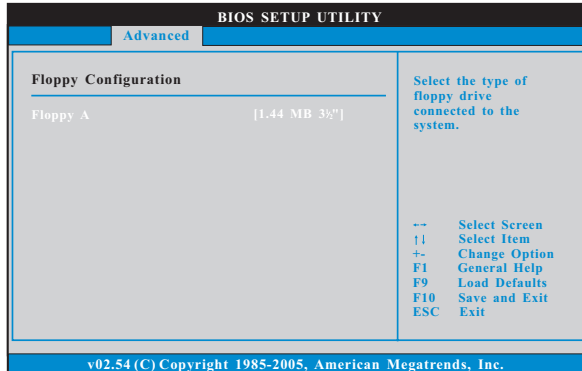 BIOS SETUP UTILITY
Advanced
Floppy Configuration
Floppy A [1.44 MB 3½"]
Select the type of
floppy drive
connected to the
system.
←→ Select Screen
↑↓ Select Item
+- Change Option
F1 General Help
F9 Load Defaults
F10 Save and Exit
ESC Exit
v02.54 (C) Copyright 1985-2005, American Megatrends, Inc.